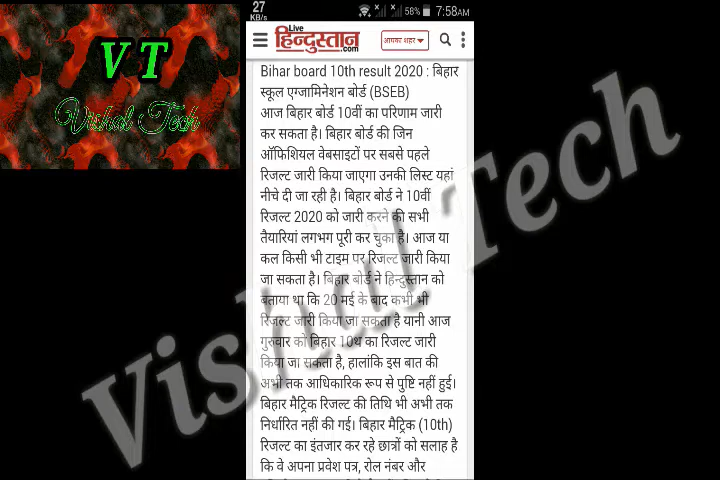 VT
Vishal Tech
27
KB/s
58%
7:58AM
Live
हिन्दुस्तान
.com
आपका शहर
Bihar board 10th result 2020 : बिहार
स्कूल एग्जामिनेशन बोर्ड (BSEB)
आज बिहार बोर्ड 10वीं का परिणाम जारी
कर सकता है। बिहार बोर्ड की जिन
ऑफिशियल वेबसाइटों पर सबसे पहले
रिजल्ट जारी किया जाएगा उनकी लिस्ट यहां
नीचे दी जा रही है। बिहार बोर्ड ने 10वीं
रिजल्ट 2020 को जारी करने की सभी
तैयारियां लगभग पूरी कर चुका है। आज या
कल किसी भी टाइम पर रिजल्ट जारी किया
जा सकता है। बिहार बोर्ड ने हिन्दुस्तान को
बताया था कि 20 मई के बाद कभी भी
रिजल्ट जारी किया जा सकता है यानी आज
गुरुवार को बिहार 10थ का रिजल्ट जारी
किया जा सकता है, हालांकि इस बात की
अभी तक आधिकारिक रूप से पुष्टि नहीं हुई।
बिहार मैट्रिक रिजल्ट की तिथि भी अभी तक
निर्धारित नहीं की गई। बिहार मैट्रिक (10th)
रिजल्ट का इंतजार कर रहे छात्रों को सलाह है
कि वे अपना प्रवेश पत्र, रोल नंबर और
Vishal Tech